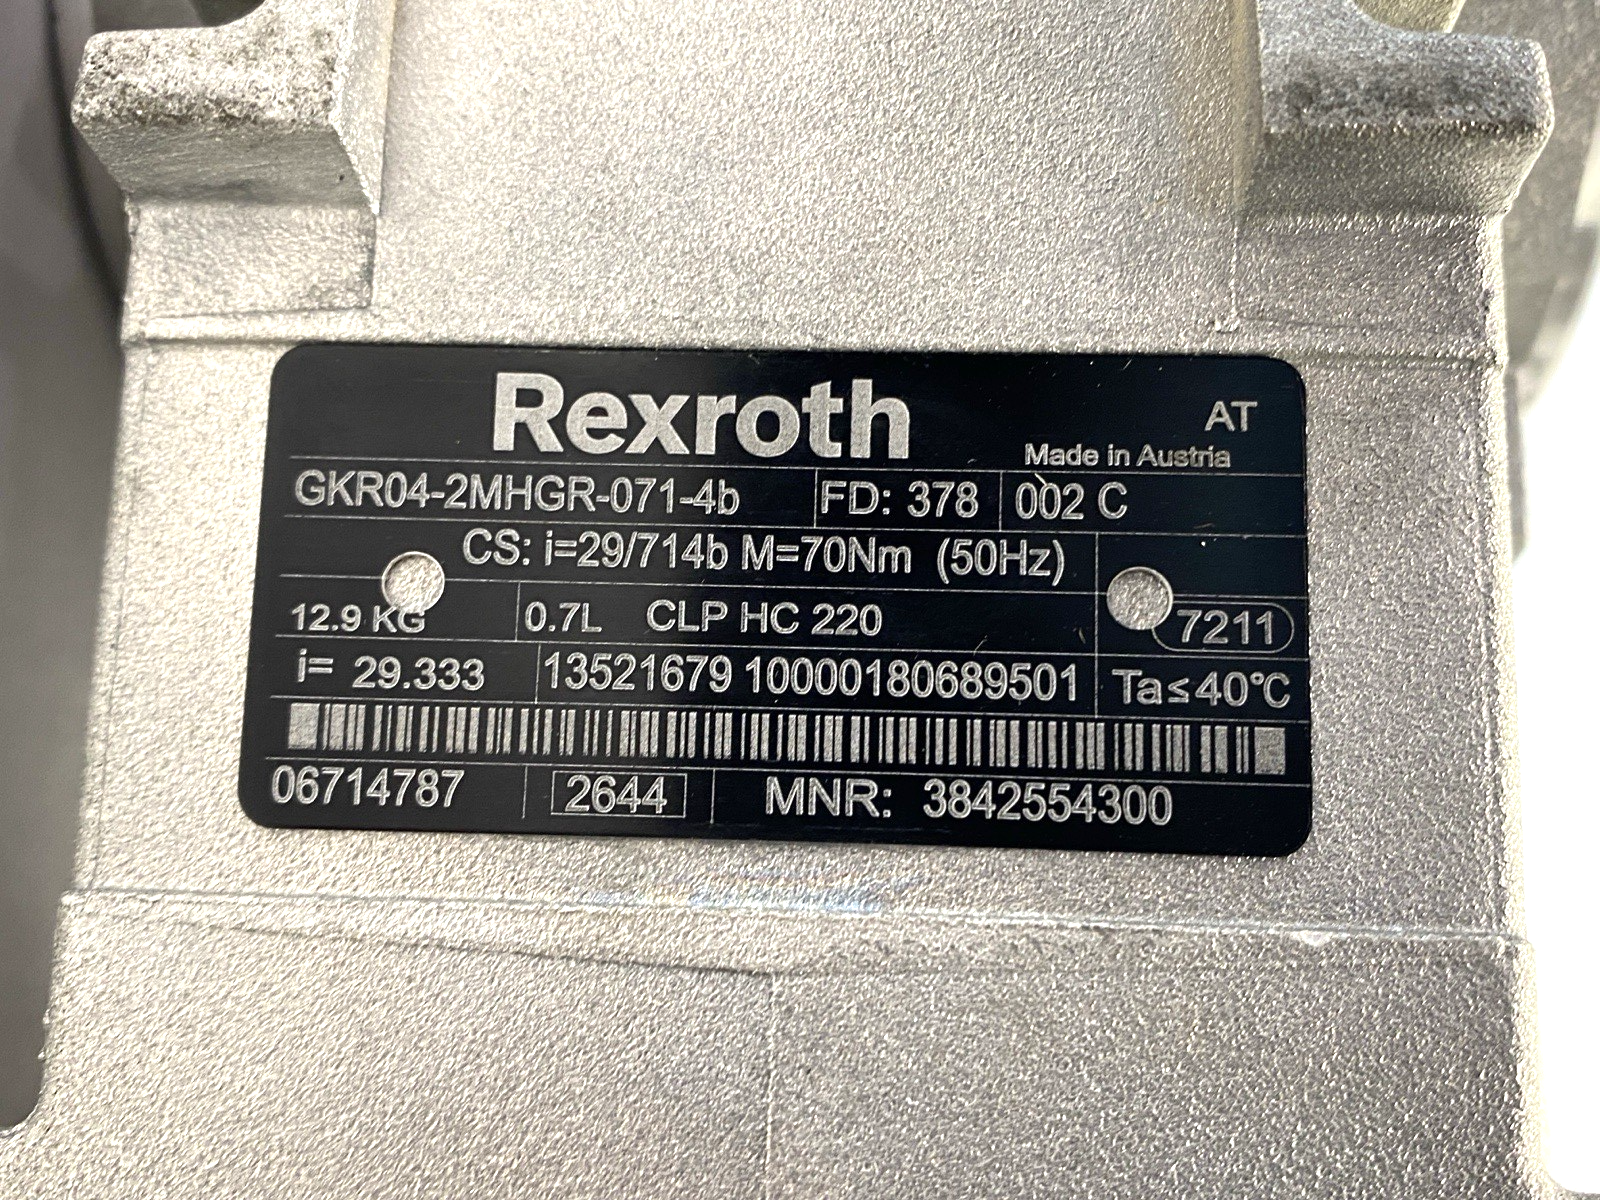 Rexroth
AT
Made in Austria
GKR04-2MHGR-071-4b FD: 378 002 C
CS: i=29/714b M=70Nm (50Hz)
12.9 KG 0.7L CLP HC 220 7211
i= 29.333 13521679 10000180689501 Ta≤40°C
06714787 2644 MNR: 3842554300